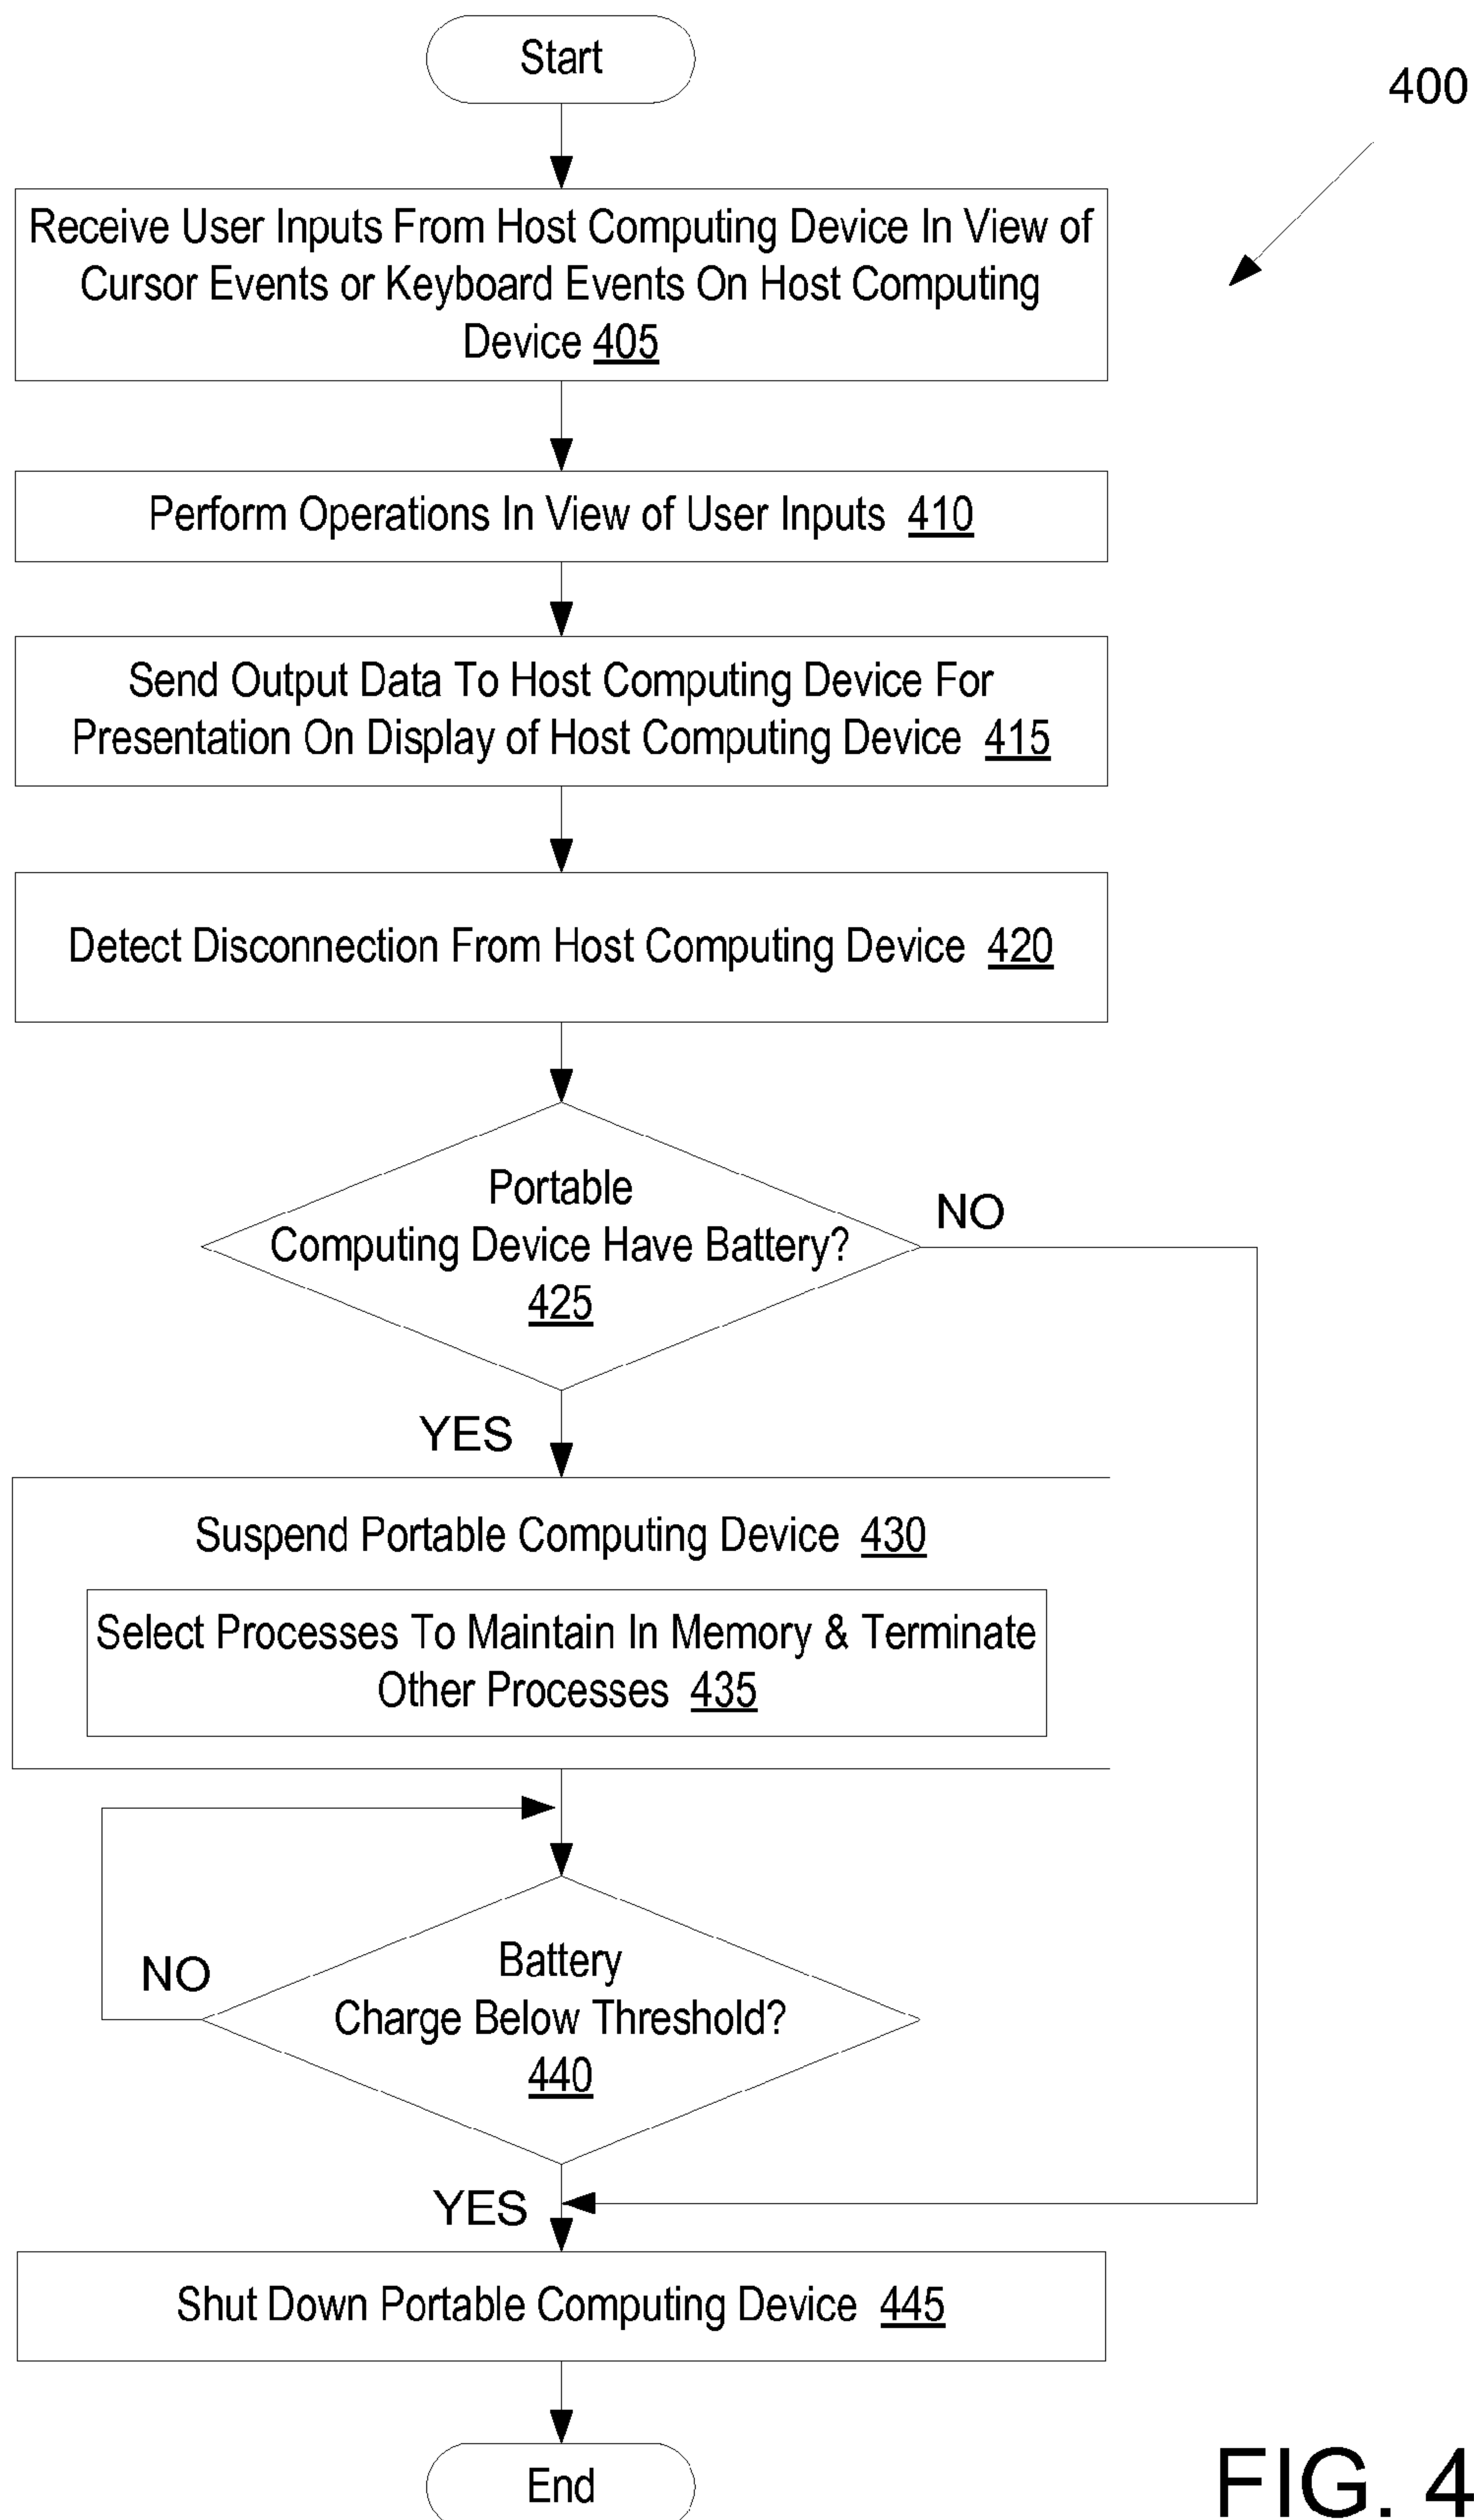 Start
400
Receive User Inputs From Host Computing Device In View of
Cursor Events or Keyboard Events On Host Computing
Device 405
Perform Operations In View of User Inputs 410
Send Output Data To Host Computing Device For
Presentation On Display of Host Computing Device 415
Detect Disconnection From Host Computing Device 420
Portable
Computing Device Have Battery?
425
NO
YES
Suspend Portable Computing Device 430
Select Processes To Maintain In Memory & Terminate
Other Processes 435
Battery
Charge Below Threshold?
440
NO
YES
Shut Down Portable Computing Device 445
End
FIG. 4